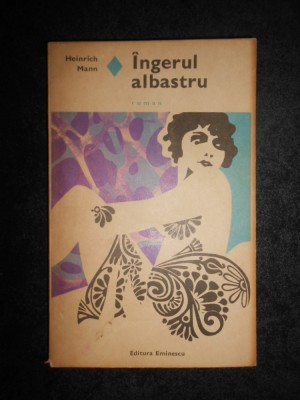 Heinrich
Mann
Îngerul
albastru
roman
Editura Eminescu